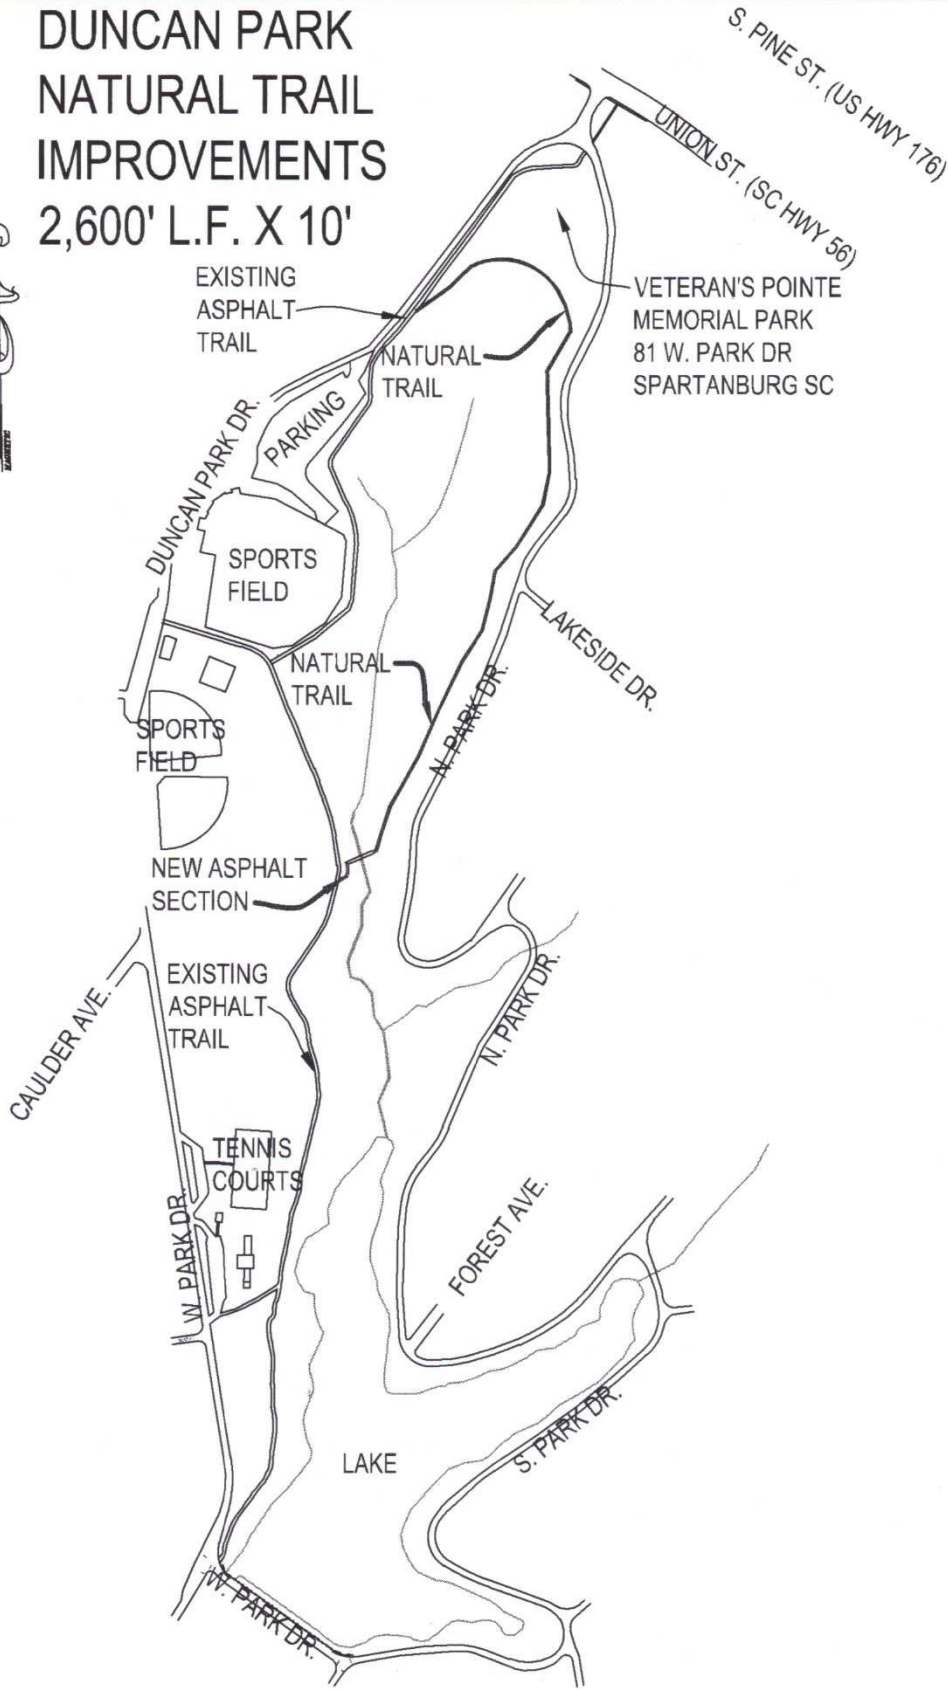 DUNCAN PARK
NATURAL TRAIL
IMPROVEMENTS
2,600' L.F. X 10'
S. PINE ST. (US HWY 176)
UNION ST. (SC HWY 56)
EXISTING
ASPHALT
TRAIL
VETERAN'S POINTE
MEMORIAL PARK
81 W. PARK DR
SPARTANBURG SC
NATURAL
TRAIL
DUNCAN PARK DR.
PARKING
SPORTS
FIELD
LAKESIDE DR.
NATURAL
TRAIL
N. PARK DR.
SPORTS
FIELD
NEW ASPHALT
SECTION
EXISTING
ASPHALT
TRAIL
CAULDER AVE.
N. PARK DR.
TENNIS
COURTS
W. PARK DR.
FOREST AVE.
S. PARK DR.
LAKE
W. PARK DR.